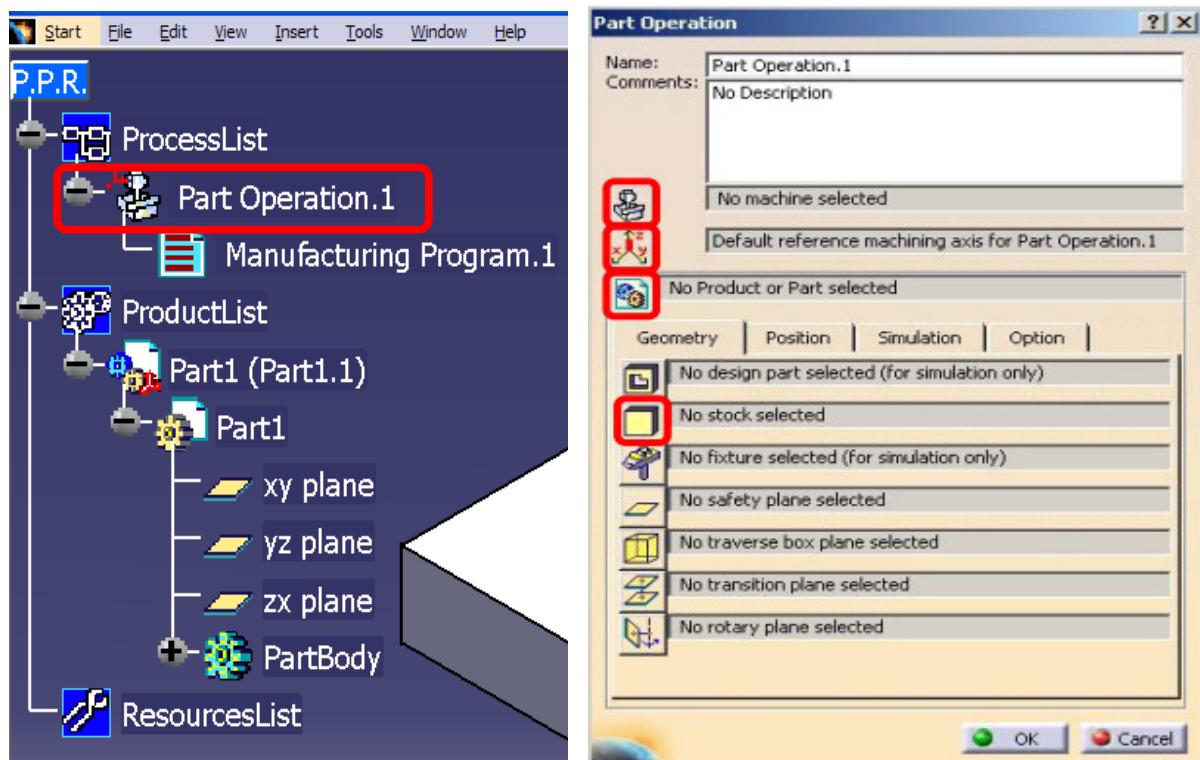 Start File Edit View Insert Tools Window Help
P.P.R.
ProcessList
Part Operation.1
Manufacturing Program.1
ProductList
Part1 (Part1.1)
Part1
xy plane
yz plane
zx plane
PartBody
ResourcesList
Part Operation
Name: Part Operation.1
Comments: No Description
No machine selected
Default reference machining axis for Part Operation.1
No Product or Part selected
Geometry Position Simulation Option
No design part selected (for simulation only)
No stock selected
No fixture selected (for simulation only)
No safety plane selected
No traverse box plane selected
No transition plane selected
No rotary plane selected
OK Cancel